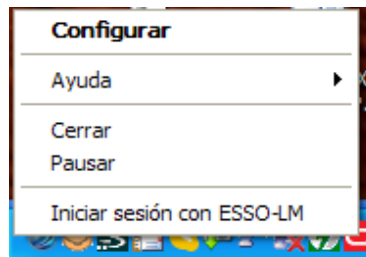 Configurar
Ayuda
Cerrar
Pausar
Iniciar sesión con ESSO-LM